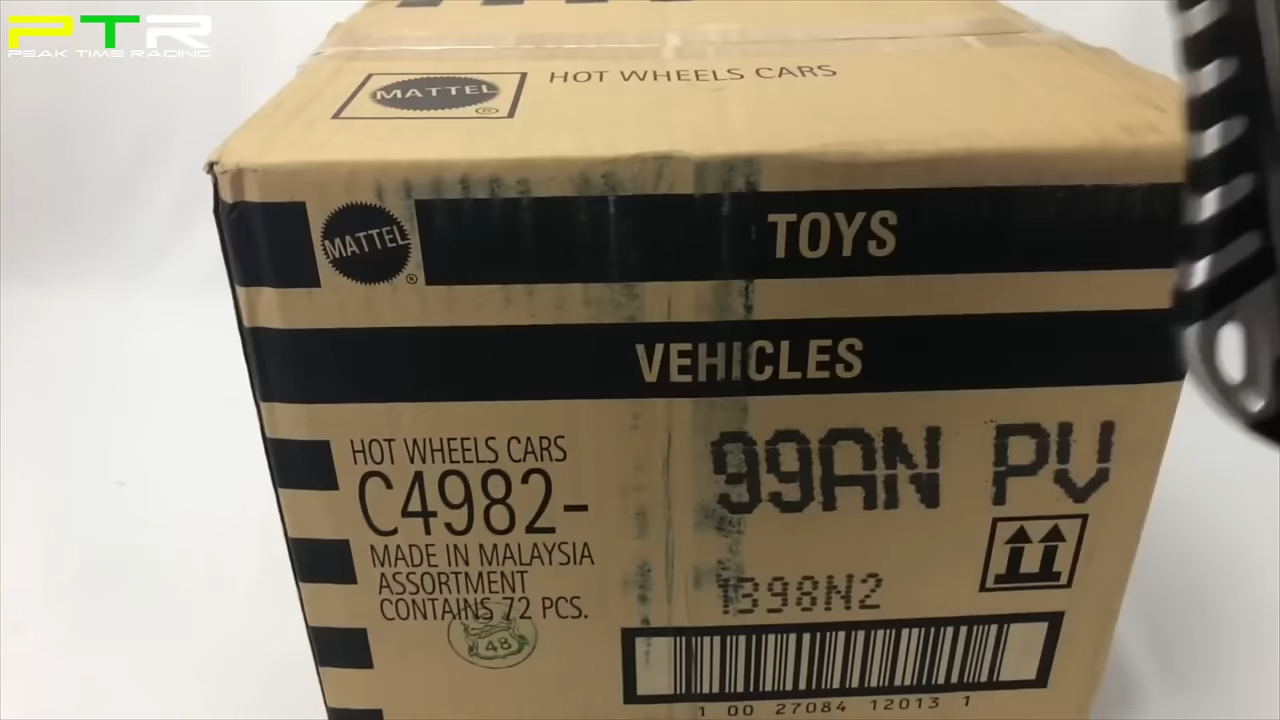 PTR
PEAK TIME RACING
MATTEL ®
HOT WHEELS CARS
MATTEL ®
TOYS
VEHICLES
HOT WHEELS CARS
C4982-
MADE IN MALAYSIA
ASSORTMENT
CONTAINS 72 PCS.
48
99AN PV
1398N2
1 00 27084 12013 1